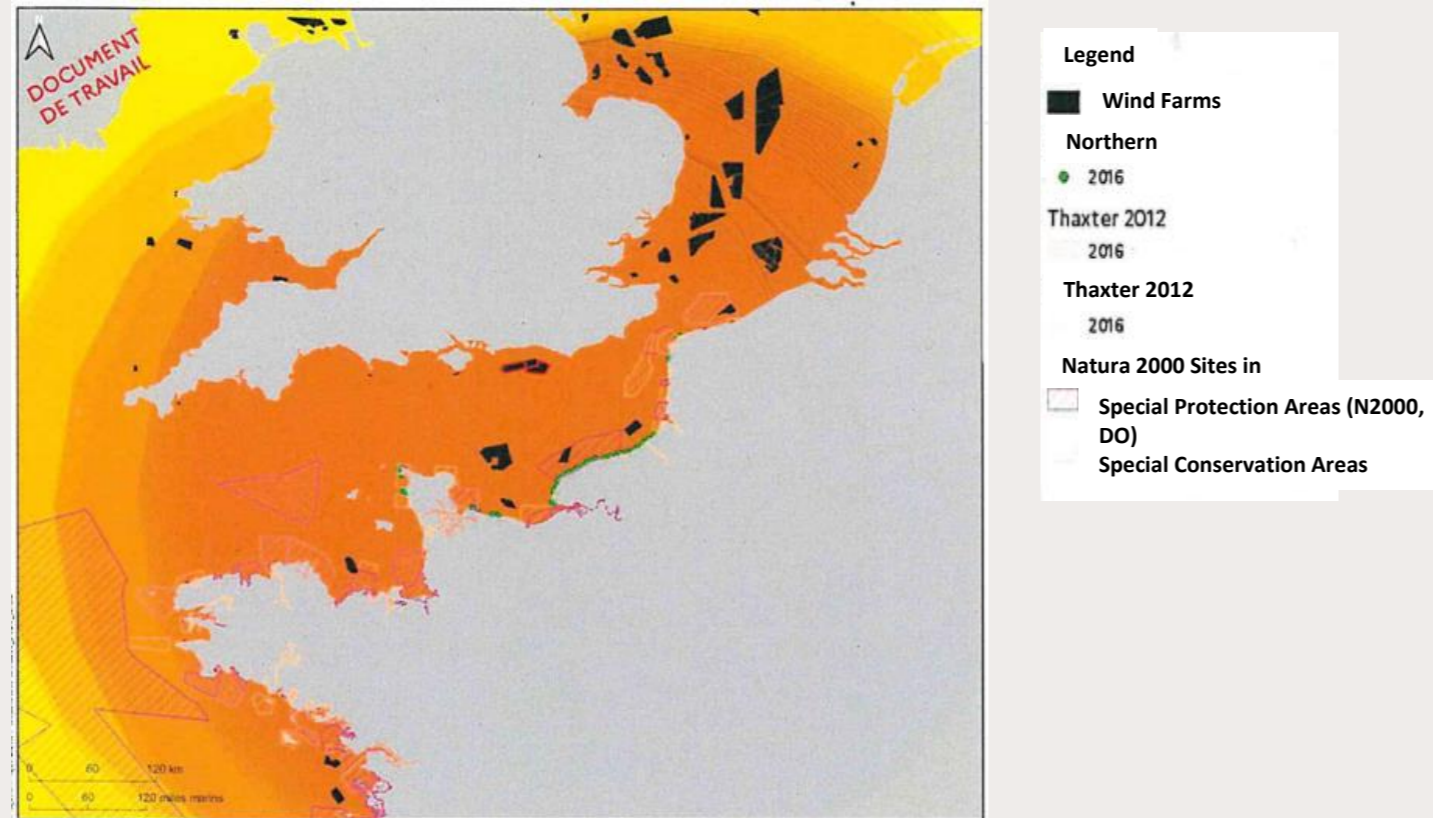 N
DOCUMENT
DE TRAVAIL
0 60 120 km
0 60 120 miles marins
Legend
Wind Farms
Northern
2016
Thaxter 2012
2016
Thaxter 2012
2016
Natura 2000 Sites in
Special Protection Areas (N2000,
DO)
Special Conservation Areas